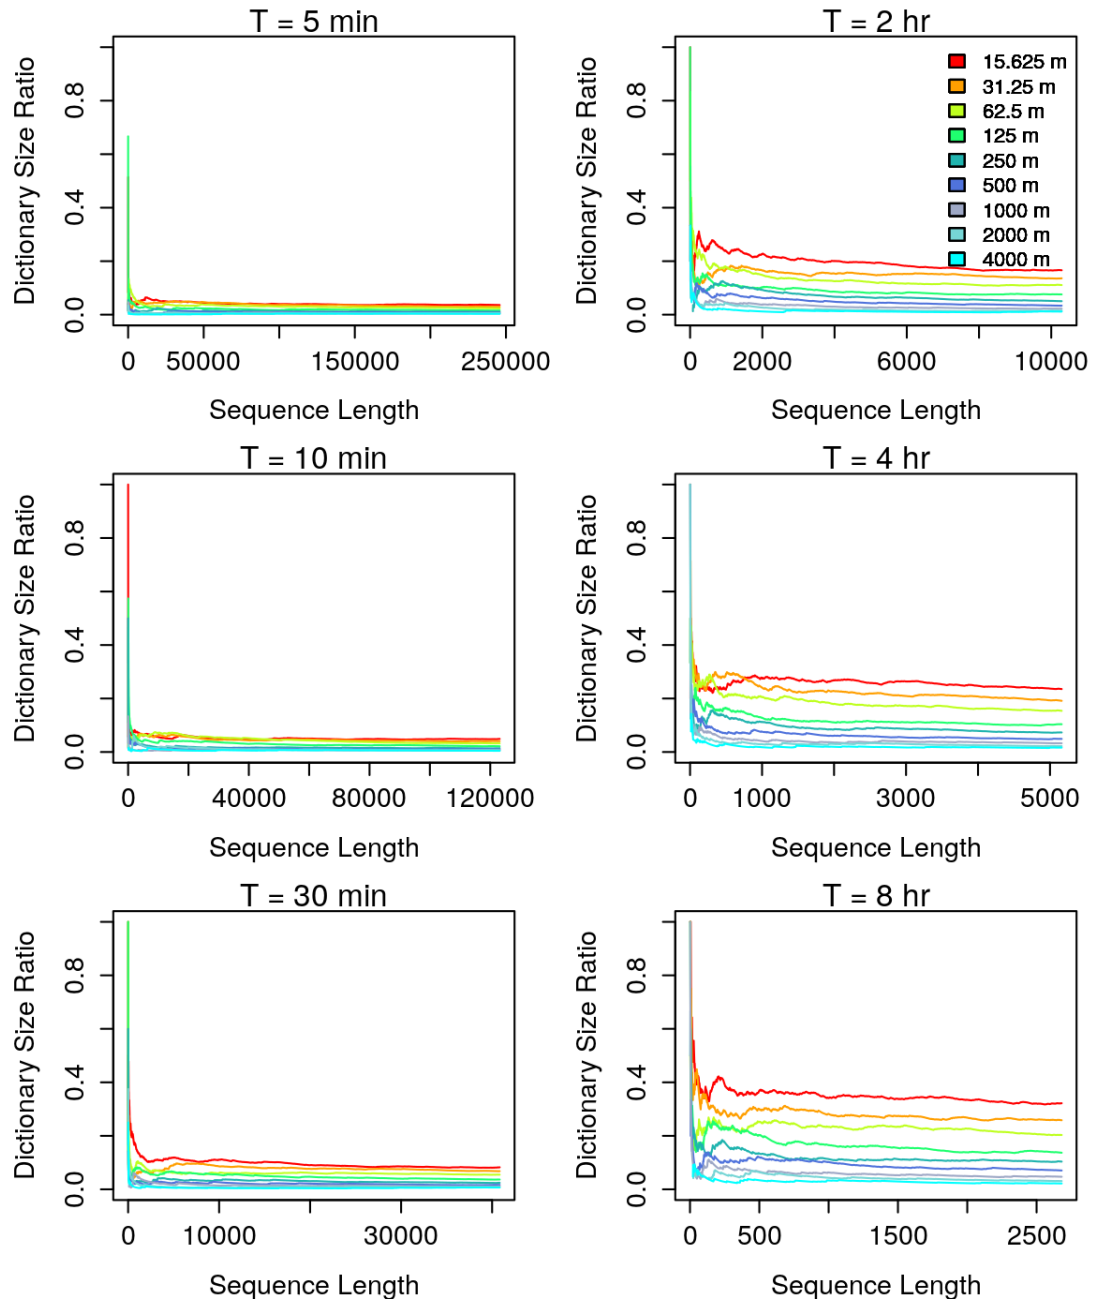 T = 5 min
Dictionary Size Ratio
0.0 0.4 0.8
0 50000 150000 250000
Sequence Length
T = 2 hr
Dictionary Size Ratio
0.0 0.4 0.8
15.625 m
31.25 m
62.5 m
125 m
250 m
500 m
1000 m
2000 m
4000 m
0 2000 6000 10000
Sequence Length
T = 10 min
Dictionary Size Ratio
0.0 0.4 0.8
0 40000 80000 120000
Sequence Length
T = 4 hr
Dictionary Size Ratio
0.0 0.4 0.8
0 1000 3000 5000
Sequence Length
T = 30 min
Dictionary Size Ratio
0.0 0.4 0.8
0 10000 30000
Sequence Length
T = 8 hr
Dictionary Size Ratio
0.0 0.4 0.8
0 500 1500 2500
Sequence Length